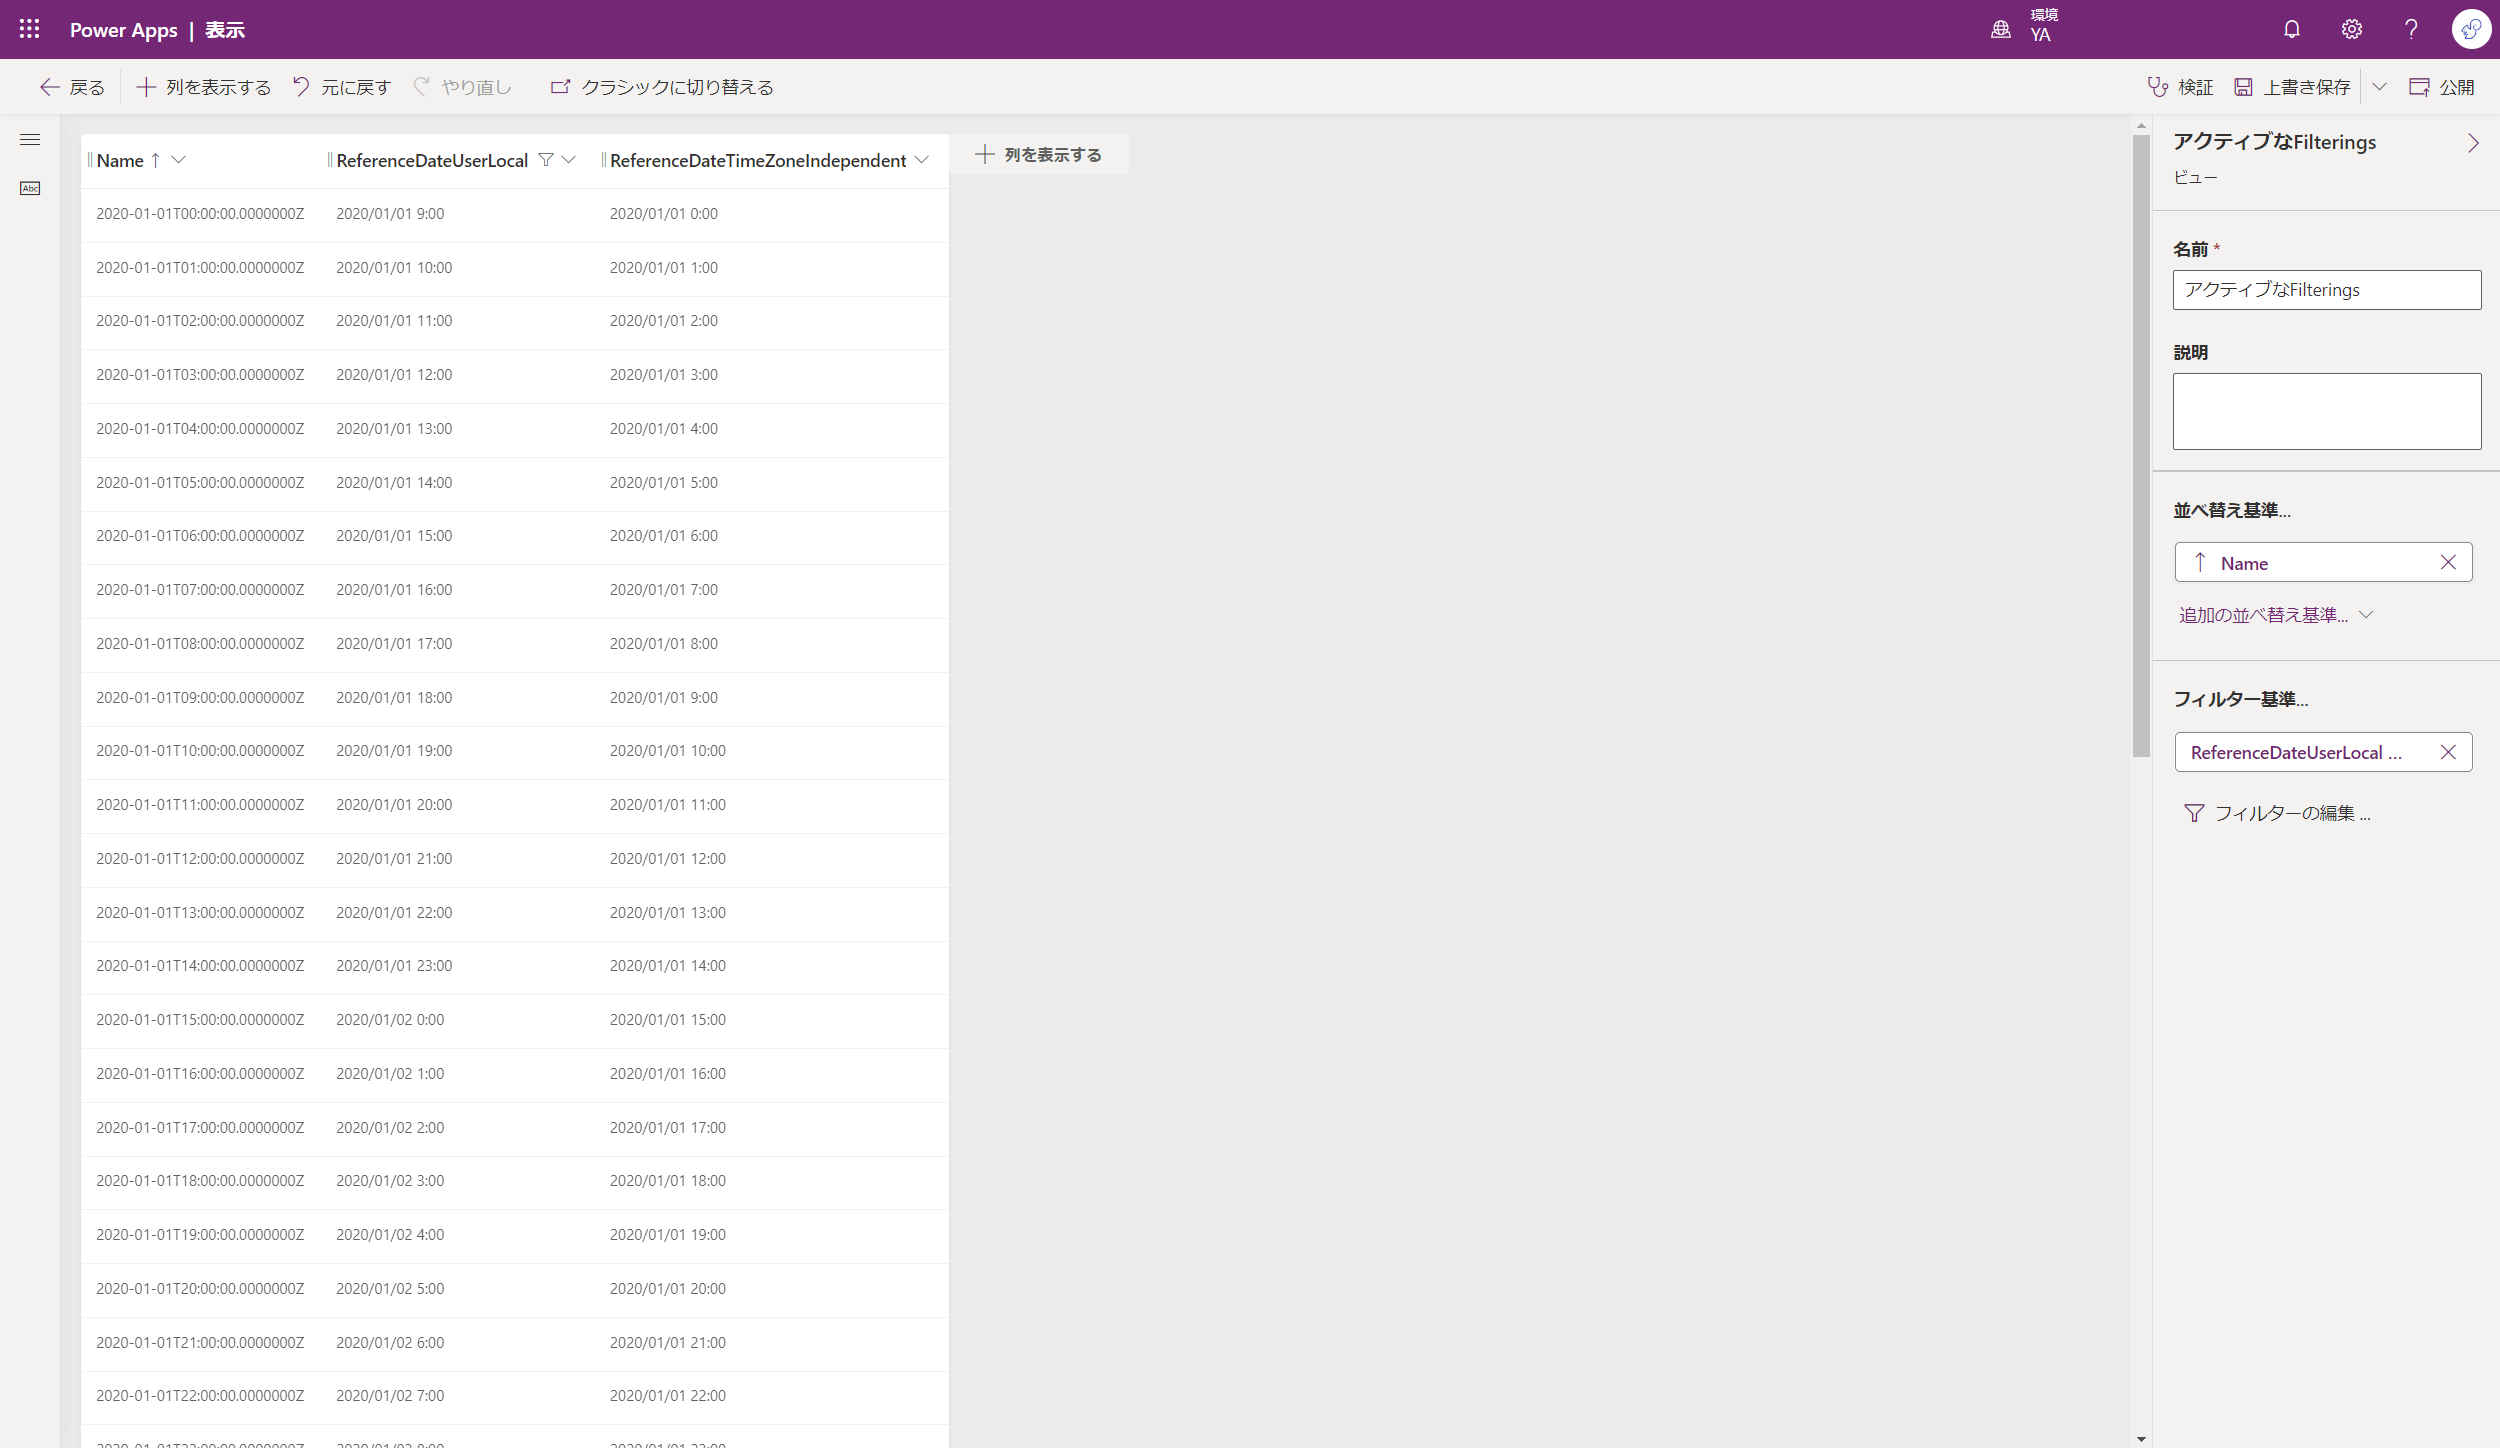 Power Apps | 表示
環境
YA
戻る
列を表示する
元に戻す
やり直し
クラシックに切り替える
検証
上書き保存
公開
Abc
Name ↑
ReferenceDateUserLocal
ReferenceDateTimeZoneIndependent
列を表示する
2020-01-01T00:00:00.0000000Z 2020/01/01 9:00 2020/01/01 0:00
2020-01-01T01:00:00.0000000Z 2020/01/01 10:00 2020/01/01 1:00
2020-01-01T02:00:00.0000000Z 2020/01/01 11:00 2020/01/01 2:00
2020-01-01T03:00:00.0000000Z 2020/01/01 12:00 2020/01/01 3:00
2020-01-01T04:00:00.0000000Z 2020/01/01 13:00 2020/01/01 4:00
2020-01-01T05:00:00.0000000Z 2020/01/01 14:00 2020/01/01 5:00
2020-01-01T06:00:00.0000000Z 2020/01/01 15:00 2020/01/01 6:00
2020-01-01T07:00:00.0000000Z 2020/01/01 16:00 2020/01/01 7:00
2020-01-01T08:00:00.0000000Z 2020/01/01 17:00 2020/01/01 8:00
2020-01-01T09:00:00.0000000Z 2020/01/01 18:00 2020/01/01 9:00
2020-01-01T10:00:00.0000000Z 2020/01/01 19:00 2020/01/01 10:00
2020-01-01T11:00:00.0000000Z 2020/01/01 20:00 2020/01/01 11:00
2020-01-01T12:00:00.0000000Z 2020/01/01 21:00 2020/01/01 12:00
2020-01-01T13:00:00.0000000Z 2020/01/01 22:00 2020/01/01 13:00
2020-01-01T14:00:00.0000000Z 2020/01/01 23:00 2020/01/01 14:00
2020-01-01T15:00:00.0000000Z 2020/01/02 0:00 2020/01/01 15:00
2020-01-01T16:00:00.0000000Z 2020/01/02 1:00 2020/01/01 16:00
2020-01-01T17:00:00.0000000Z 2020/01/02 2:00 2020/01/01 17:00
2020-01-01T18:00:00.0000000Z 2020/01/02 3:00 2020/01/01 18:00
2020-01-01T19:00:00.0000000Z 2020/01/02 4:00 2020/01/01 19:00
2020-01-01T20:00:00.0000000Z 2020/01/02 5:00 2020/01/01 20:00
2020-01-01T21:00:00.0000000Z 2020/01/02 6:00 2020/01/01 21:00
2020-01-01T22:00:00.0000000Z 2020/01/02 7:00 2020/01/01 22:00
アクティブなFilterings
ビュー
名前 *
アクティブなFilterings
説明
並べ替え基準...
↑ Name
追加の並べ替え基準...
フィルター基準...
ReferenceDateUserLocal ...
フィルターの編集 ...